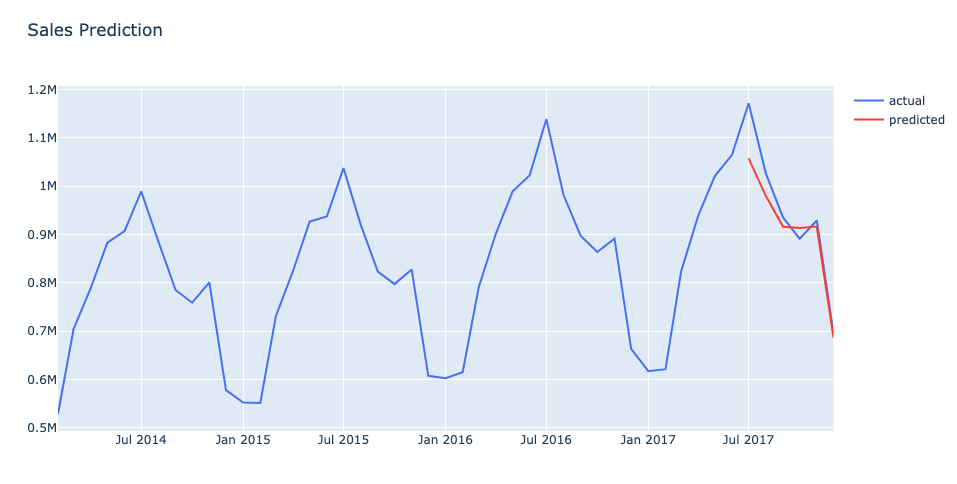 Sales Prediction
1.2M
1.1M
1M
0.9M
0.8M
0.7M
0.6M
0.5M
Jul 2014
Jan 2015
Jul 2015
Jan 2016
Jul 2016
Jan 2017
Jul 2017
actual
predicted